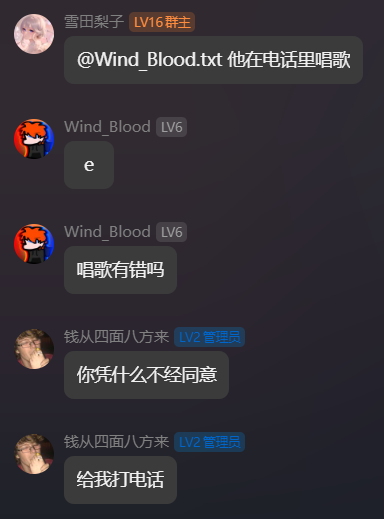 雪田梨子 LV16 群主
@Wind_Blood.txt 他在电话里唱歌
Wind_Blood LV6
e
Wind_Blood LV6
唱歌有错吗
钱从四面八方来 LV2 管理员
你凭什么不经同意
钱从四面八方来 LV2 管理员
给我打电话